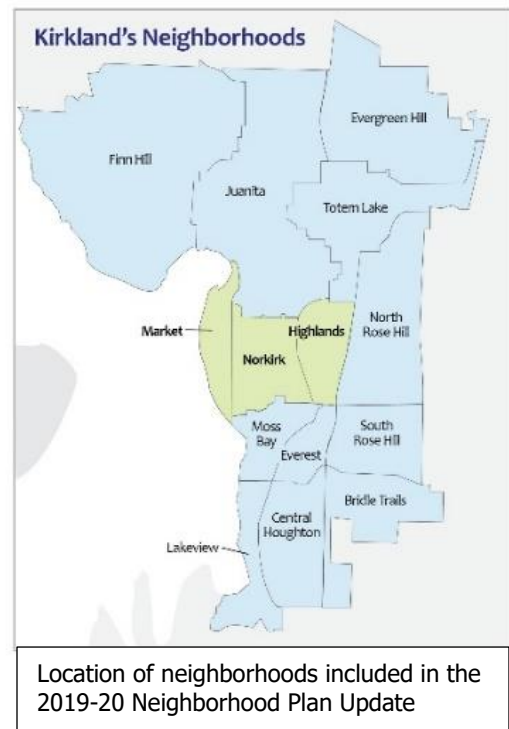 Kirkland's Neighborhoods
Evergreen Hill
Finn Hill
Juanita
Totem Lake
North
Rose Hill
Market
Highlands
Norkirk
Moss
Bay
South
Rose Hill
Everest
Bridle Trails
Central
Houghton
Lakeview
Location of neighborhoods included in the
2019-20 Neighborhood Plan Update